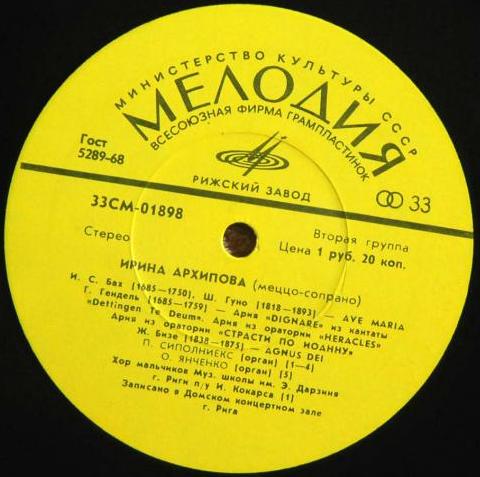 МИНИСТЕРСТВО КУЛЬТУРЫ СССР
МЕЛОДИЯ
ВСЕСОЮЗНАЯ ФИРМА ГРАМПЛАСТИНОК
Гост
5289-68
РИЖСКИЙ ЗАВОД
33
33СМ-01898
Стерео
Вторая группа
Цена 1 руб. 20 коп.
ИРИНА АРХИПОВА (меццо-сопрано)
И. С. Бах (1685—1750), Ш. Гуно (1818—1893) — AVE MARIA
Г. Гендель (1685—1759) — Ария «DIGNARE» из кантаты
«Dettingen Te Deum». Ария из оратории «HERACLES»
Ария из оратории «СТРАСТИ ПО ИОАННУ»
Ж. Бизе (1838—1875) — AGNUS DEI
П. СИПОЛНИЕКС (орган) (1—4)
О. ЯНЧЕНКО (орган) (5)
Хор мальчиков Муз. школы им. Э. Дарзиня
г. Риги п/у И. Кокарса (1)
Записано в Домском концертном зале
г. Рига